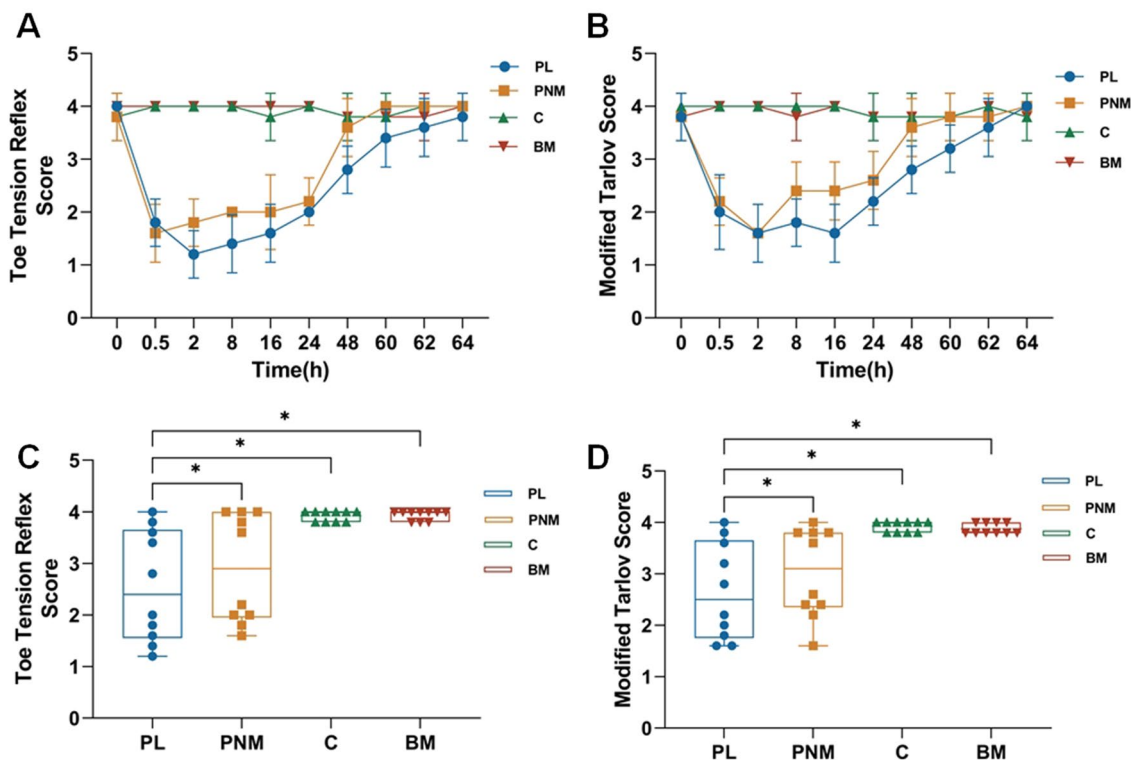 A
5
4
3
2
1
0
Toe Tension Reflex
Score
0 0.5 2 8 16 24 48 60 62 64
Time(h)
PL
PNM
C
BM
B
5
4
3
2
1
0
Modified Tarlov Score
0 0.5 2 8 16 24 48 60 62 64
Time(h)
PL
PNM
C
BM
C
5
4
3
2
1
0
Toe Tension Reflex
Score
*
*
*
PL PNM C BM
PL
PNM
C
BM
D
5
4
3
2
1
0
Modified Tarlov Score
*
*
*
PL PNM C BM
PL
PNM
C
BM